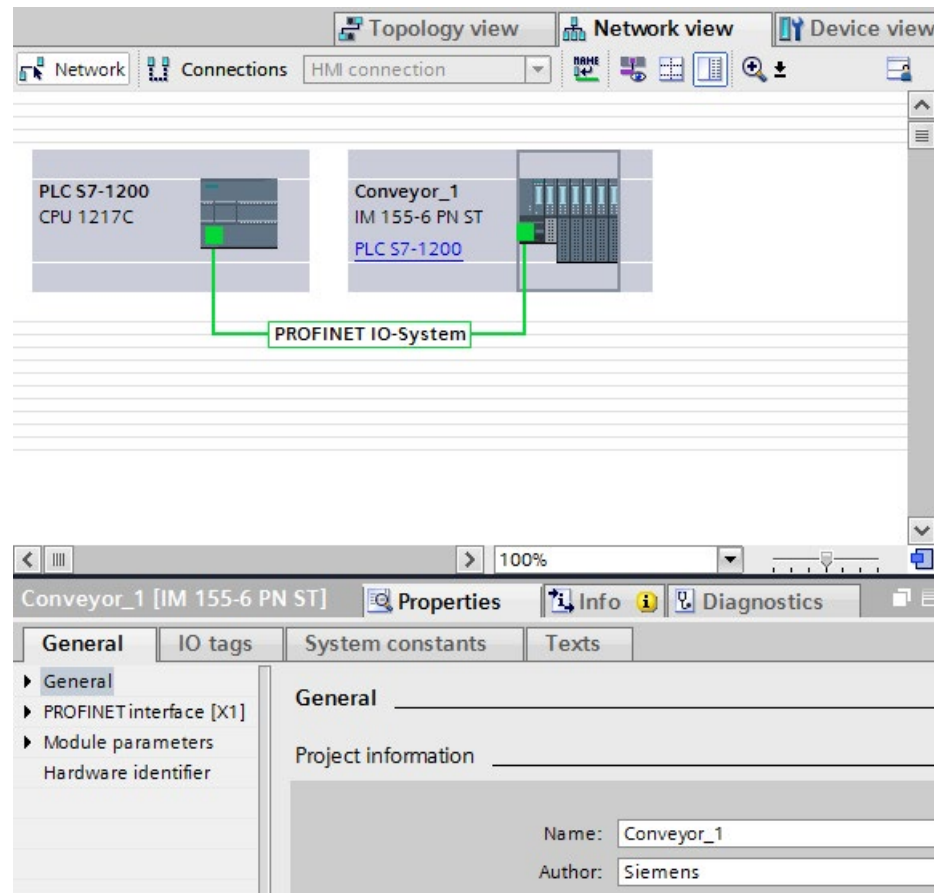 Topology view
Network view
Device view
Network
Connections
HMI connection
NAME
PLC S7-1200
CPU 1217C
Conveyor_1
IM 155-6 PN ST
PLC S7-1200
PROFINET IO-System
100%
Conveyor_1 [IM 155-6 PN ST]
Properties
Info
Diagnostics
General
IO tags
System constants
Texts
General
PROFINET interface [X1]
Module parameters
Hardware identifier
General
Project information
Name: Conveyor_1
Author: Siemens